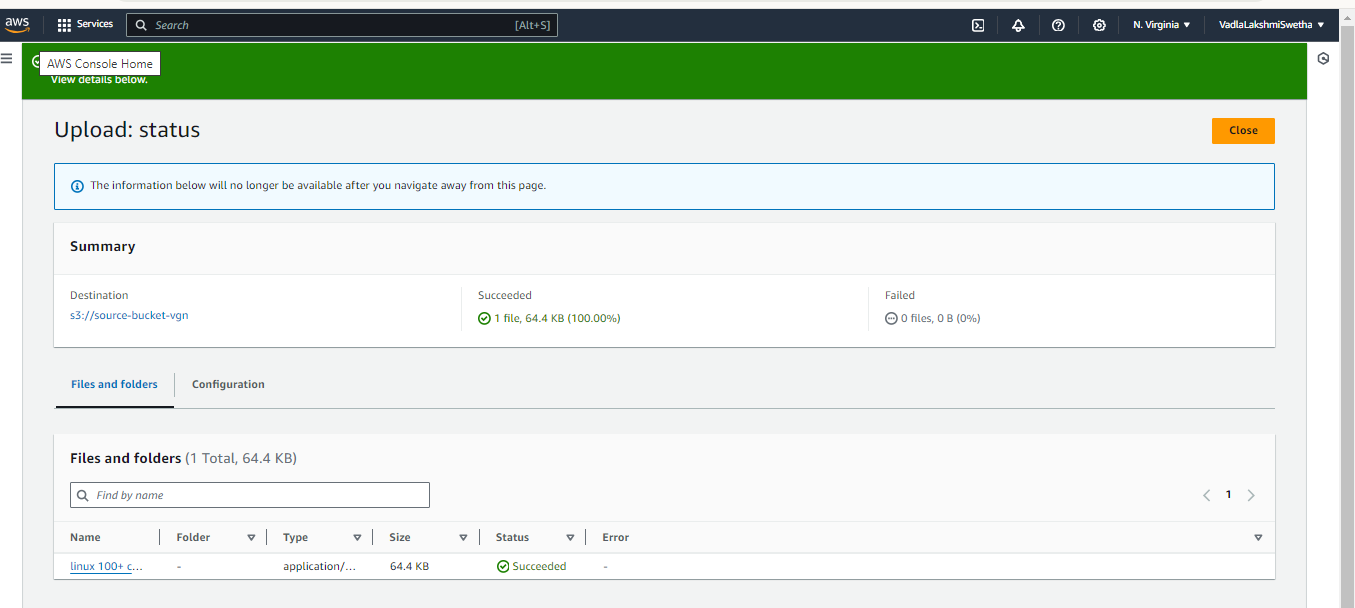 aws Services Search [Alt+S] N. Virginia VadlaLakshmiSwetha
AWS Console Home
View details below.
Upload: status
Close
The information below will no longer be available after you navigate away from this page.
Summary
Destination Succeeded Failed
s3://source-bucket-vgn 1 file, 64.4 KB (100.00%) 0 files, 0 B (0%)
Files and folders Configuration
Files and folders (1 Total, 64.4 KB)
Find by name 1
Name Folder Type Size Status Error
linux 100+ c... - application/... 64.4 KB Succeeded -